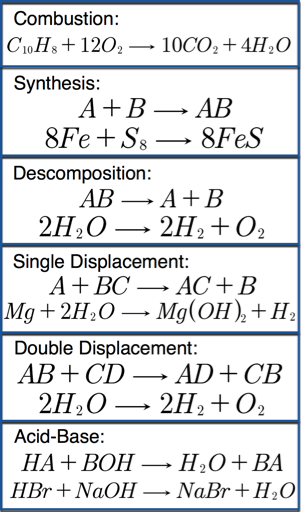 Combustion:
C₁₀H₈ + 12O₂ ⟶ 10CO₂ + 4H₂O
Synthesis:
A + B ⟶ AB
8Fe + S₈ ⟶ 8FeS
Descomposition:
AB ⟶ A + B
2H₂O ⟶ 2H₂ + O₂
Single Displacement:
A + BC ⟶ AC + B
Mg + 2H₂O ⟶ Mg(OH)₂ + H₂
Double Displacement:
AB + CD ⟶ AD + CB
2H₂O ⟶ 2H₂ + O₂
Acid-Base:
HA + BOH ⟶ H₂O + BA
HBr + NaOH ⟶ NaBr + H₂O